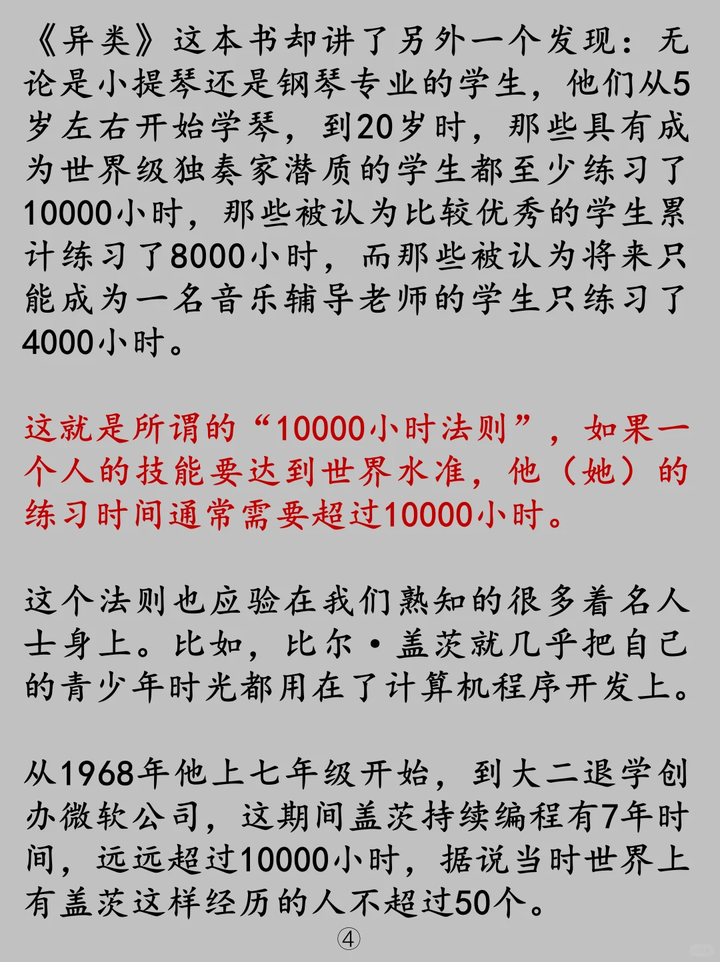 《异类》这本书却讲了另外一个发现：无
论是小提琴还是钢琴专业的学生，他们从5
岁左右开始学琴，到20岁时，那些具有成
为世界级独奏家潜质的学生都至少练习了
10000小时，那些被认为比较优秀的学生累
计练习了8000小时，而那些被认为将来只
能成为一名音乐辅导老师的学生只练习了
4000小时。
这就是所谓的“10000小时法则”，如果一
个人的技能要达到世界水准，他（她）的
练习时间通常需要超过10000小时。
这个法则也应验在我们熟知的很多着名人
士身上。比如，比尔·盖茨就几乎把自己
的青少年时光都用在了计算机程序开发上。
从1968年他上七年级开始，到大二退学创
办微软公司，这期间盖茨持续编程有7年时
间，远远超过10000小时，据说当时世界上
有盖茨这样经历的人不超过50个。
④